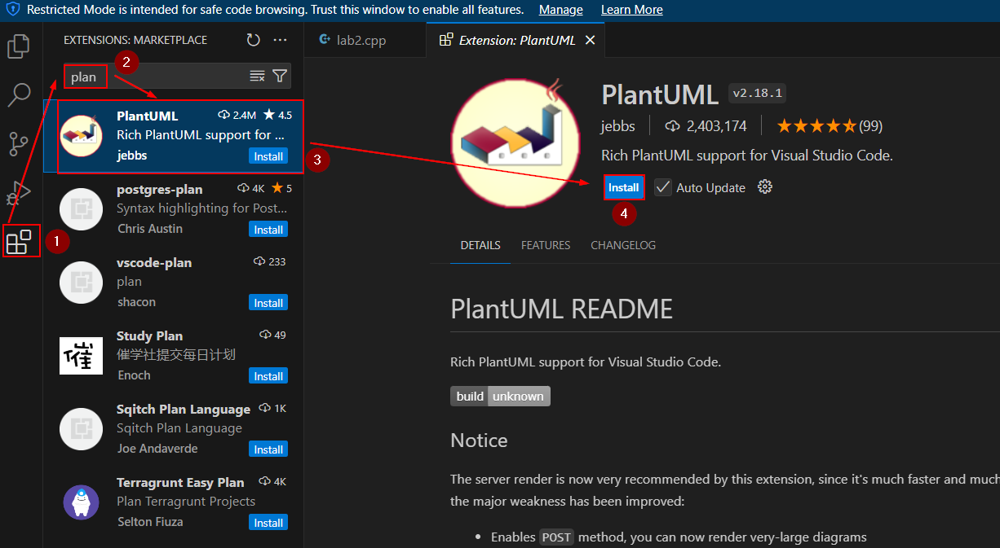 Restricted Mode is intended for safe code browsing. Trust this window to enable all features. Manage Learn More
EXTENSIONS: MARKETPLACE
lab2.cpp
Extension: PlantUML
plan
2
PlantUML 2.4M 4.5
Rich PlantUML support for ...
jebbs Install
3
postgres-plan 4K 5
Syntax highlighting for Post...
Chris Austin Install
1
vscode-plan 233
plan
shacon Install
Study Plan 49
催学社提交每日计划
Enoch Install
催
Sqitch Plan Language 1K
Sqitch Plan Language
Joe Andaverde Install
Terragrunt Easy Plan 4K
Plan Terragrunt Projects
Selton Fiuza Install
PlantUML v2.18.1
jebbs 2,403,174 (99)
Rich PlantUML support for Visual Studio Code.
Install Auto Update
4
DETAILS FEATURES CHANGELOG
PlantUML README
Rich PlantUML support for Visual Studio Code.
build unknown
Notice
The server render is now very recommended by this extension, since it's much faster and much
the major weakness has been improved:
• Enables POST method, you can now render very-large diagrams